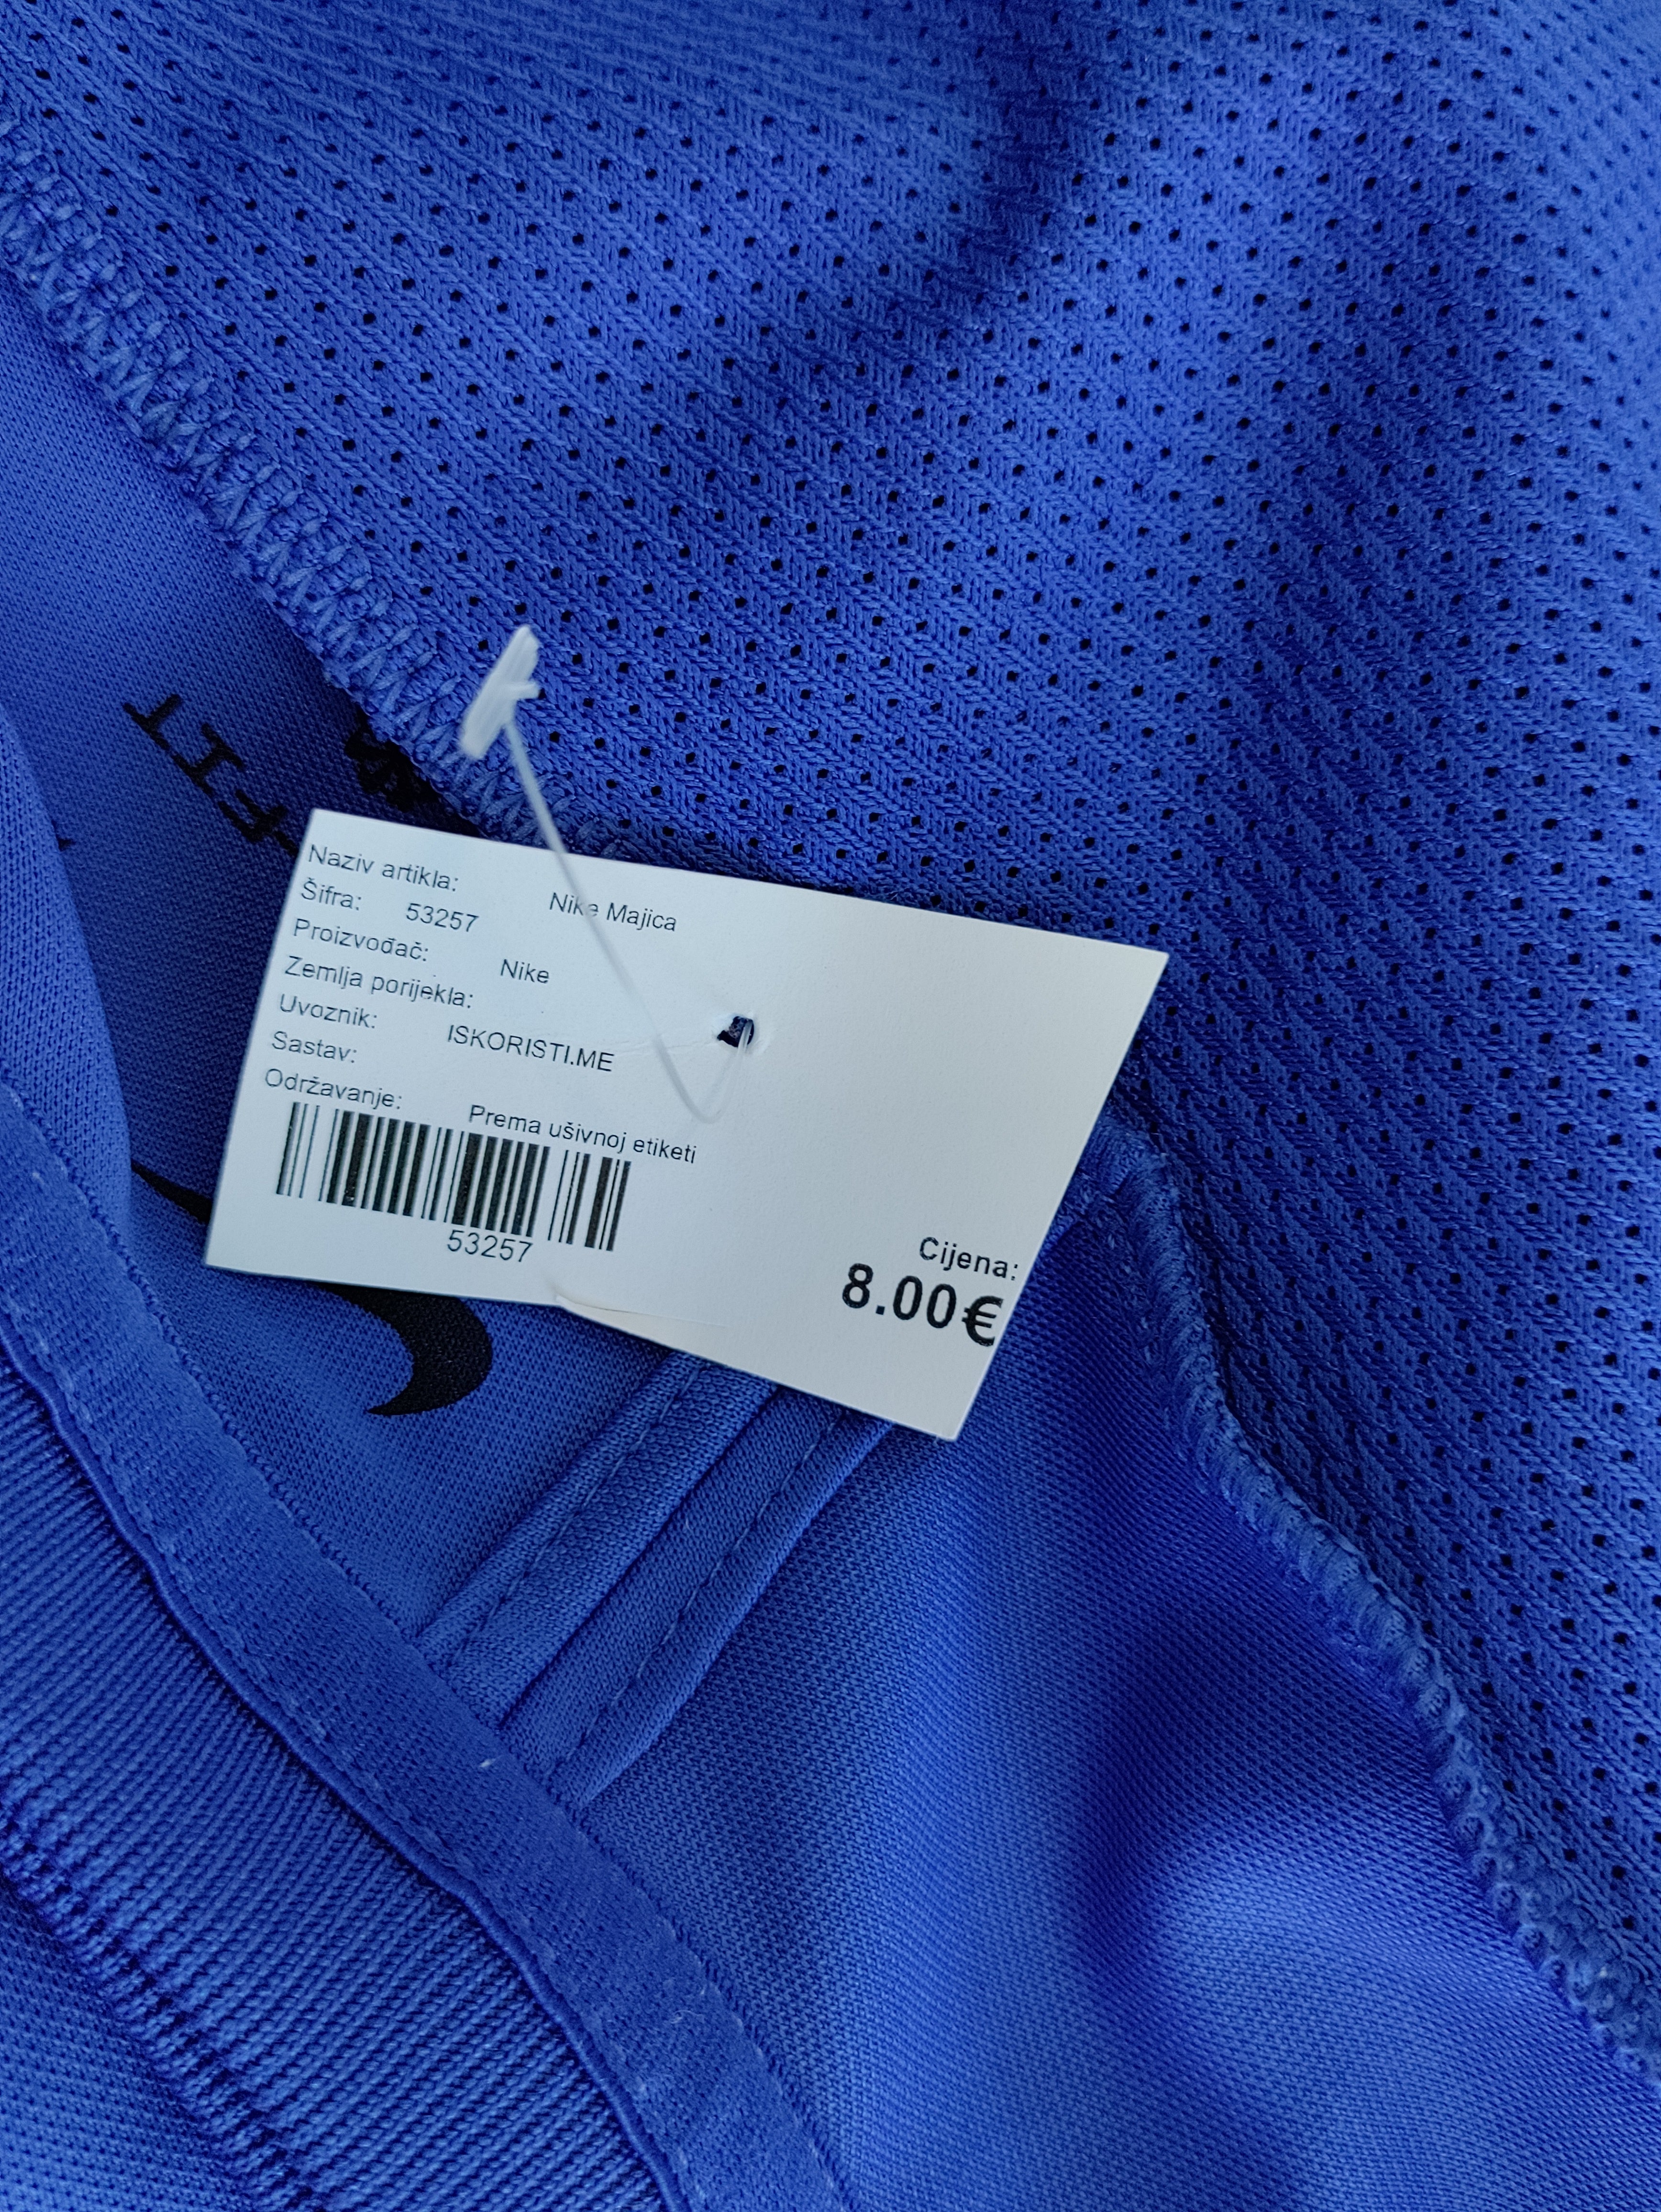 Naziv artikla: Nike Majica
Šifra: 53257
Proizvođač: Nike
Zemlja porijekla:
Uvoznik: ISKORISTI.ME
Sastav:
Održavanje: Prema ušivnoj etiketi
53257
Cijena:
8.00€